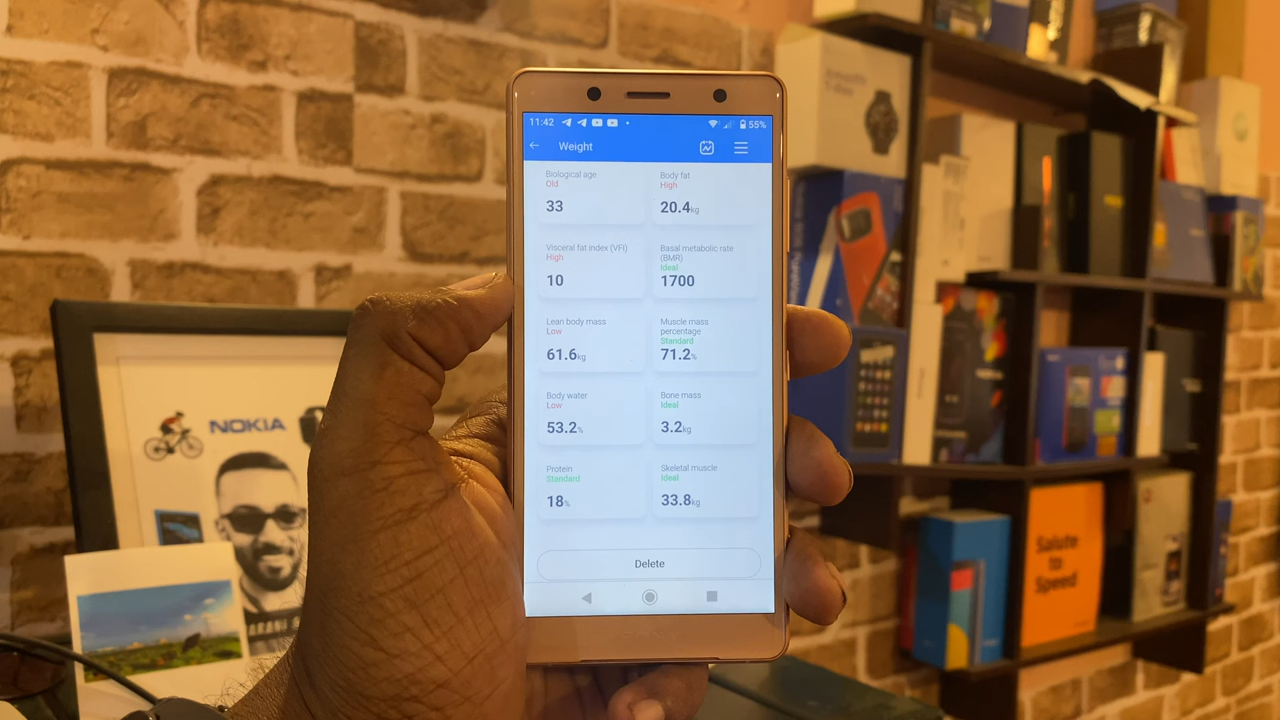 11:42
55%
Weight
Biological age
Old
33
Body fat
High
20.4kg
Visceral fat index (VFI)
High
10
Basal metabolic rate
(BMR)
Ideal
1700
Lean body mass
Low
61.6kg
Muscle mass
percentage
Standard
71.2%
Body water
Low
53.2%
Bone mass
Ideal
3.2kg
Protein
Standard
18%
Skeletal muscle
Ideal
33.8kg
Delete
NOKIA
Salute
to
Speed